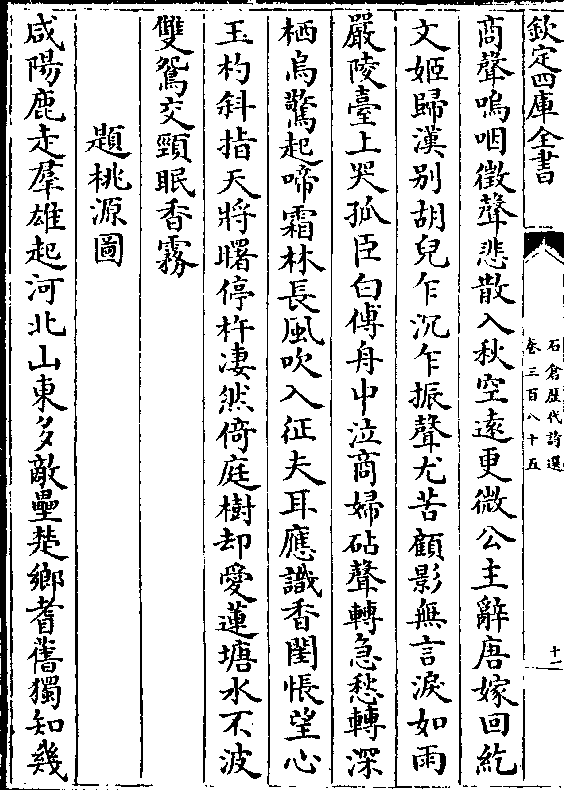 欽定四庫全書
石倉歷代詩選
卷三百八十五
十一
商聲嗚咽徵聲悲散入秋空遠更微公主辭唐嫁回紇
文姬歸漢别胡兒乍沉乍振聲尤苦顧影無言淚如雨
嚴陵臺上哭孤臣白傅舟中泣商婦砧聲轉急愁轉深
栖烏驚起啼霜林長風吹入征夫耳應識香閨悵望心
玉杓斜指天將曙停杵淒然倚庭樹却愛蓮塘水不波
雙鴛交頸眠香霧
題桃源圖
咸陽鹿走羣雄起河北山東多敵壘楚鄉耆舊獨知幾